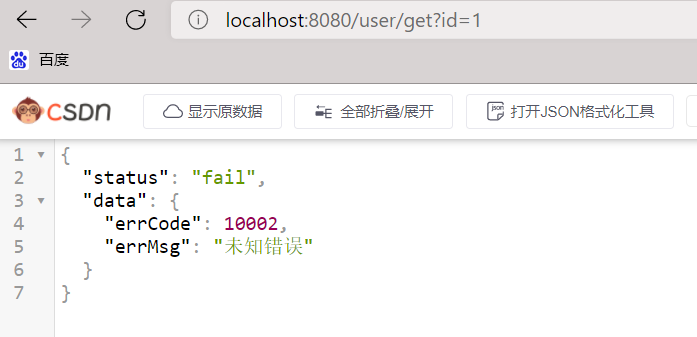 localhost:8080/user/get?id=1
百度
CSDN 显示原数据 全部折叠/展开 打开JSON格式化工具
1 {
2 "status": "fail",
3 "data": {
4 "errCode": 10002,
5 "errMsg": "未知错误"
6 }
7 }